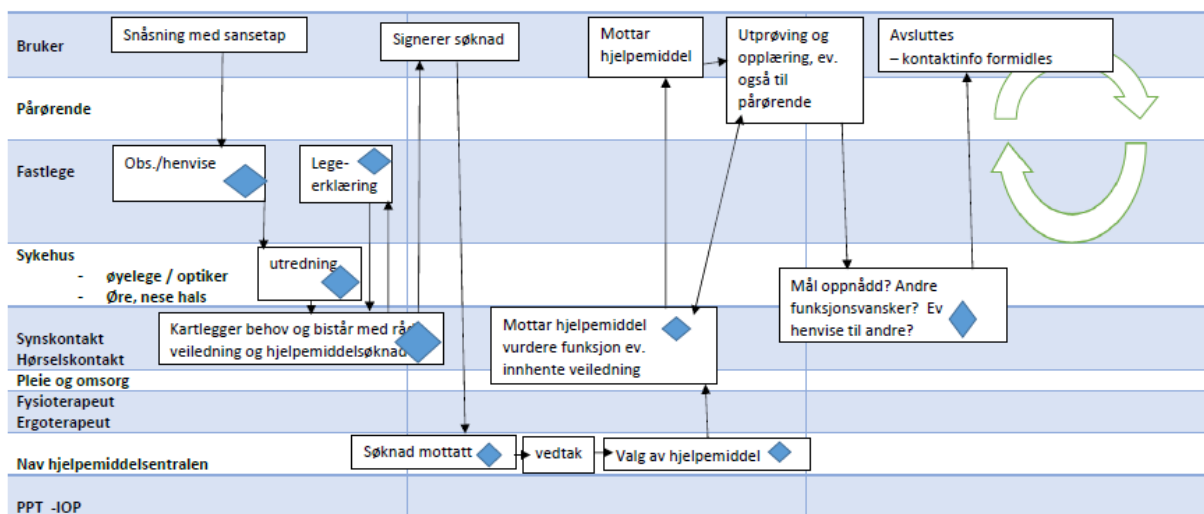 Bruker
Snåsning med sansetap
Signerer søknad
Mottar
hjelpemiddel
Utprøving og
opplæring, ev.
også til
pårørende
Avsluttes
– kontaktinfo formidles
Pårørende
Fastlege
Obs./henvise
Lege-
erklæring
Sykehus
- øyelege / optiker
- Øre, nese hals
utredning
Mål oppnådd? Andre
funksjonsvansker? Ev
henvise til andre?
Synskontakt
Hørselskontakt
Kartlegger behov og bistår med råd
veiledning og hjelpemiddelsøknad
Mottar hjelpemiddel
vurdere funksjon ev.
innhente veiledning
Pleie og omsorg
Fysioterapeut
Ergoterapeut
Nav hjelpemiddelsentralen
Søknad mottatt
vedtak
Valg av hjelpemiddel
PPT -IOP